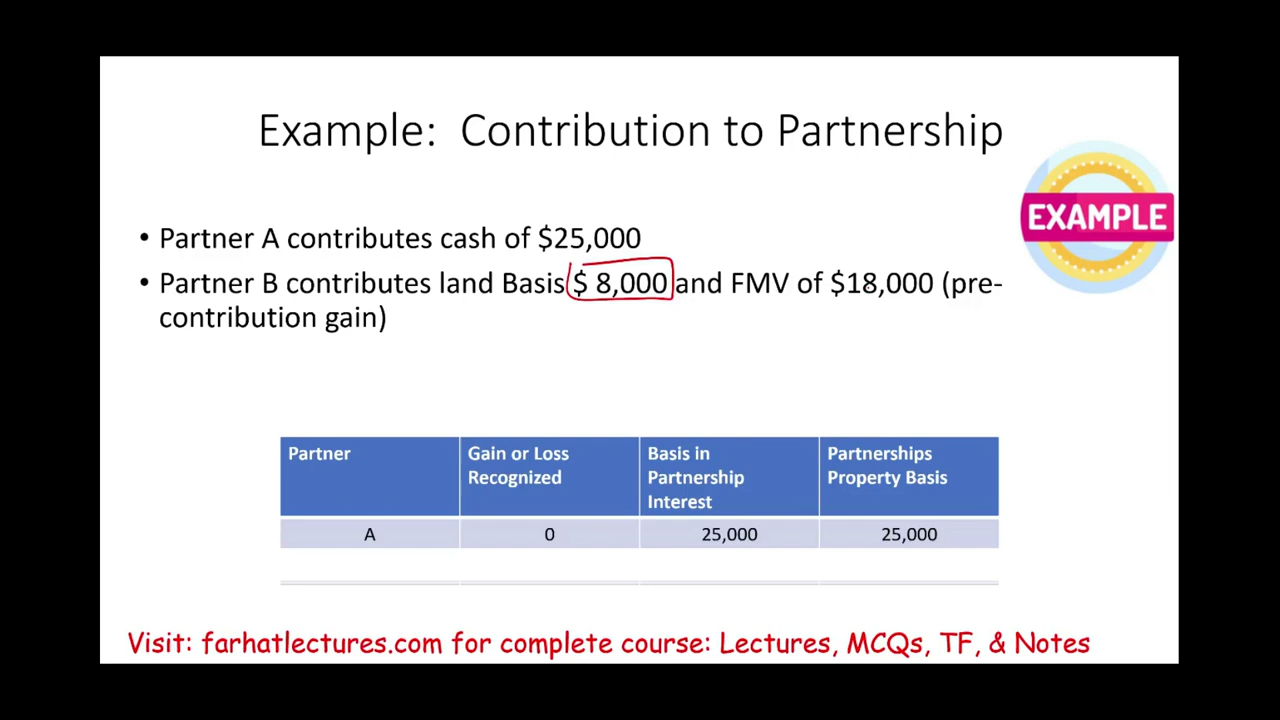 Example: Contribution to Partnership
EXAMPLE
• Partner A contributes cash of $25,000
• Partner B contributes land Basis $ 8,000 and FMV of $18,000 (pre-
contribution gain)
Partner Gain or Loss Basis in Partnerships
Recognized Partnership Property Basis
Interest
A 0 25,000 25,000
Visit: farhatlectures.com for complete course: Lectures, MCQs, TF, & Notes